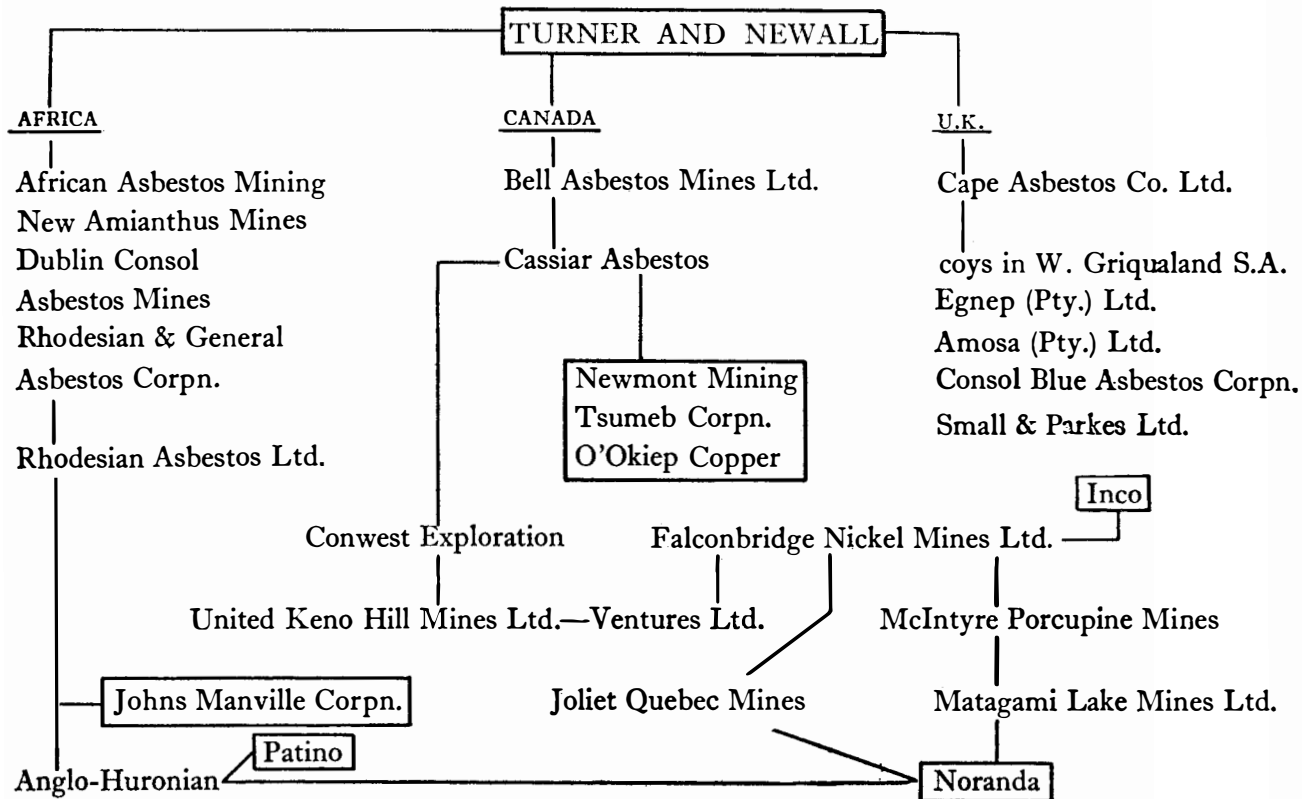 TURNER AND NEWALL
AFRICA
African Asbestos Mining
New Amianthus Mines
Dublin Consol
Asbestos Mines
Rhodesian & General
Asbestos Corpn.
Rhodesian Asbestos Ltd.
CANADA
Bell Asbestos Mines Ltd.
Cassiar Asbestos
Newmont Mining
Tsumeb Corpn.
O'Okiep Copper
U.K.
Cape Asbestos Co. Ltd.
coys in W. Griqualand S.A.
Egnep (Pty.) Ltd.
Amosa (Pty.) Ltd.
Consol Blue Asbestos Corpn.
Small & Parkes Ltd.
Inco
Conwest Exploration
Falconbridge Nickel Mines Ltd.
United Keno Hill Mines Ltd.—Ventures Ltd.
McIntyre Porcupine Mines
Johns Manville Corpn.
Joliet Quebec Mines
Matagami Lake Mines Ltd.
Patino
Anglo-Huronian
Noranda